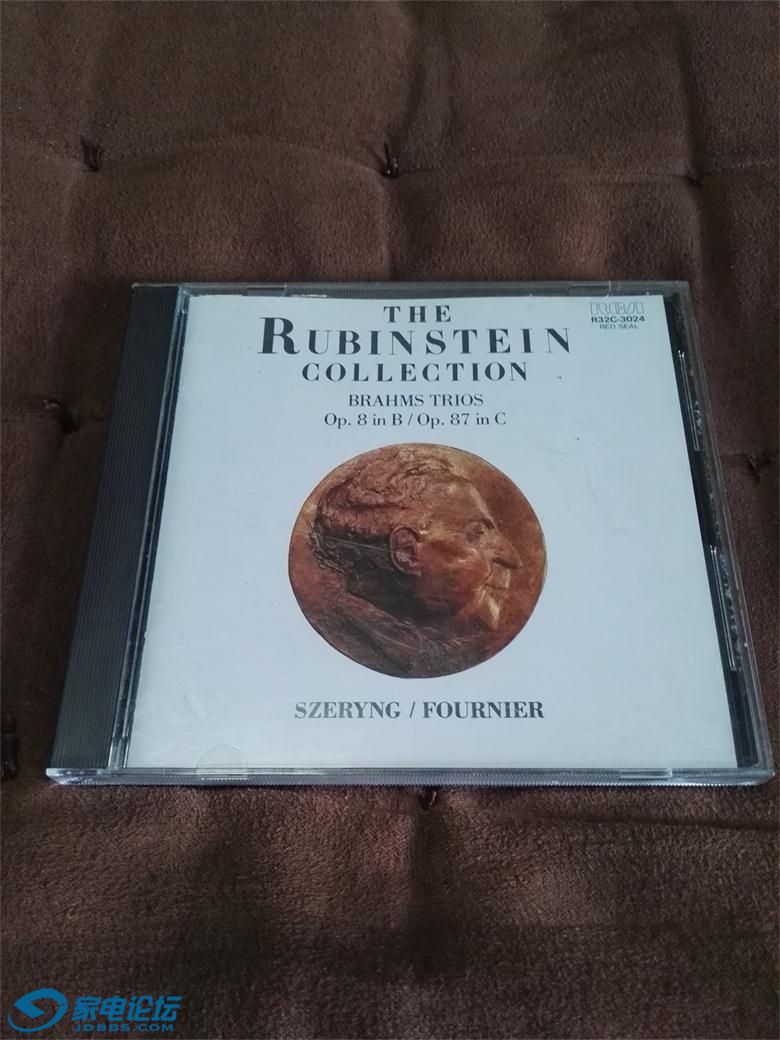 THE
RUBINSTEIN
COLLECTION
BRAHMS TRIOS
Op. 8 in B / Op. 87 in C
RCA
R32C-3024
RED SEAL
SZERYNG / FOURNIER
家电论坛
JDBBS.COM